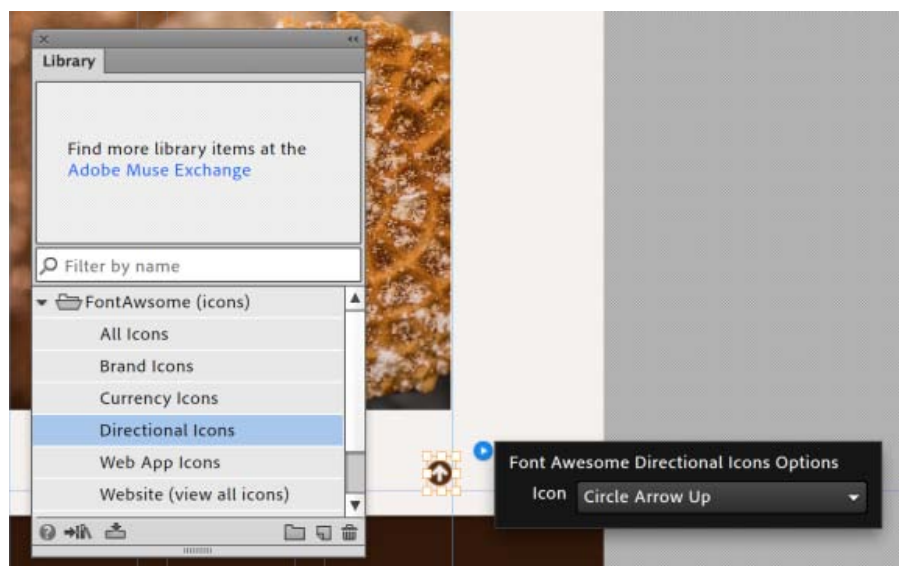 Library
Find more library items at the
Adobe Muse Exchange
Filter by name
FontAwsome (icons)
All Icons
Brand Icons
Currency Icons
Directional Icons
Web App Icons
Website (view all icons)
Font Awesome Directional Icons Options
Icon Circle Arrow Up